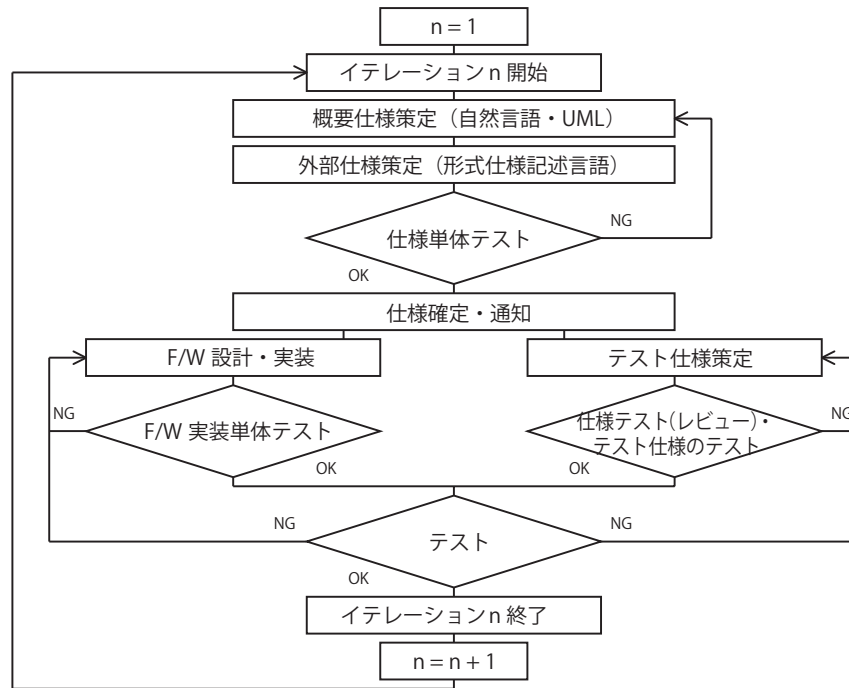 n = 1
イテレーション n 開始
概要仕様策定（自然言語・UML）
外部仕様策定（形式仕様記述言語）
仕様単体テスト
NG
OK
仕様確定・通知
F/W 設計・実装
テスト仕様策定
NG
F/W 実装単体テスト
OK
仕様テスト(レビュー)・
テスト仕様のテスト
NG
OK
NG
テスト
NG
OK
イテレーション n 終了
n = n + 1